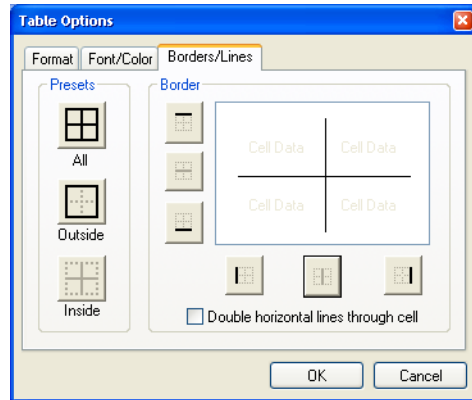 Table Options
Format Font/Color Borders/Lines
Presets
Border
All
Outside
Inside
Cell Data Cell Data
Cell Data Cell Data
Double horizontal lines through cell
OK Cancel